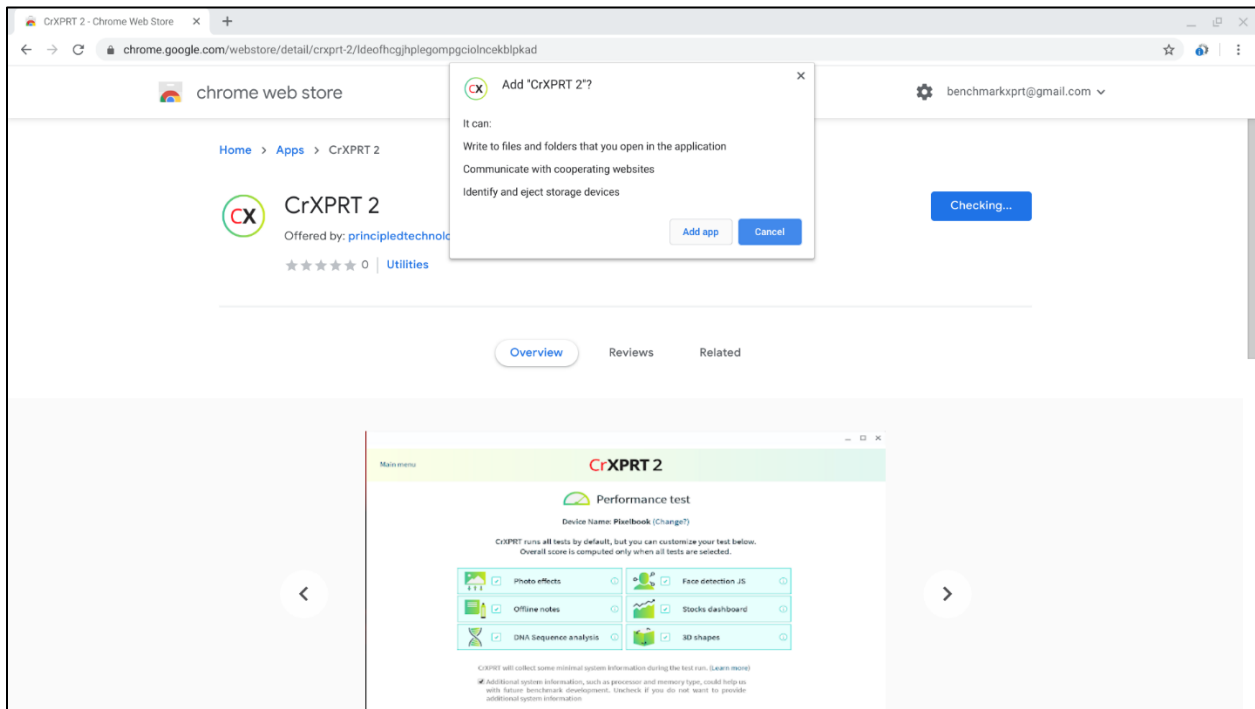 CrXPRT 2 - Chrome Web Store
chrome.google.com/webstore/detail/crxprt-2/ldeofhcgjhplegompgciolncekblpkad
chrome web store
benchmarkxprt@gmail.com
Home > Apps > CrXPRT 2
CX
CrXPRT 2
Offered by: principledtechnolo
0 | Utilities
Checking...
CX
Add "CrXPRT 2"?
It can:
Write to files and folders that you open in the application
Communicate with cooperating websites
Identify and eject storage devices
Add app
Cancel
Overview
Reviews
Related
Main menu
CrXPRT 2
Performance test
Device Name: Pixelbook (Change?)
CrXPRT runs all tests by default, but you can customize your test below.
Overall score is computed only when all tests are selected.
Photo effects
Face detection JS
Offline notes
Stocks dashboard
DNA Sequence analysis
3D shapes
CrXPRT will collect some minimal system information during the test run. (Learn more)
Additional system information, such as processor and memory type, could help us
with future benchmark development. Uncheck if you do not want to provide
additional system information